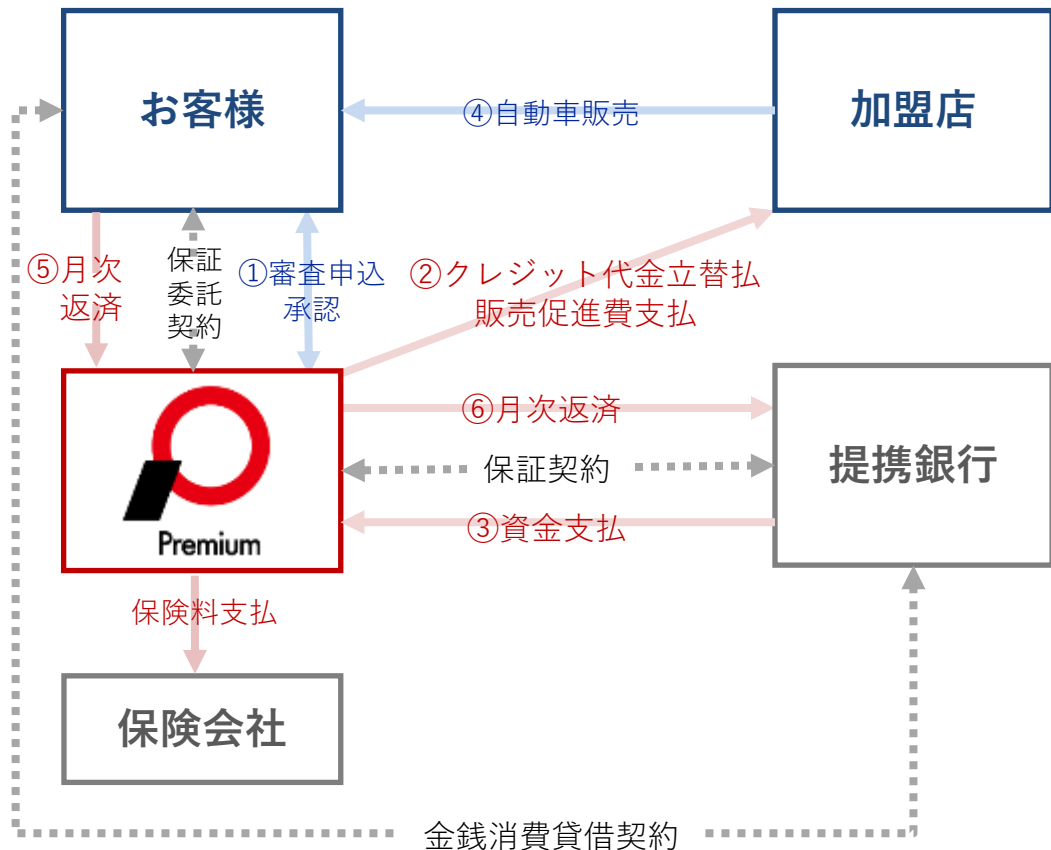 お客様
④自動車販売
加盟店
⑤月次
返済
保証
委託
契約
①審査申込
承認
②クレジット代金立替払
販売促進費支払
Premium
⑥月次返済
保証契約
③資金支払
提携銀行
保険料支払
保険会社
金銭消費貸借契約